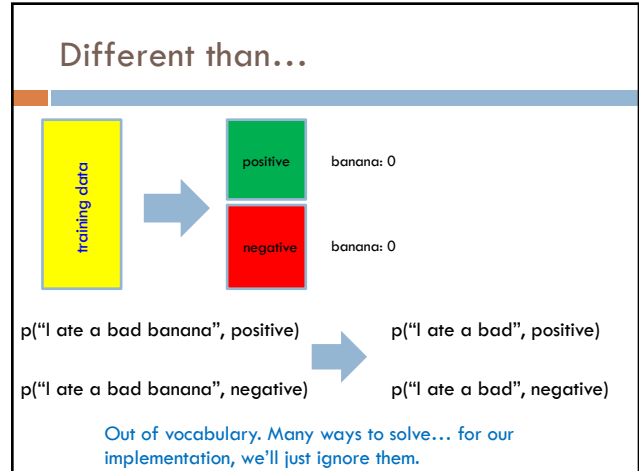 Different than…
training data
positive
banana: 0
negative
banana: 0
p(“I ate a bad banana”, positive)
p(“I ate a bad”, positive)
p(“I ate a bad banana”, negative)
p(“I ate a bad”, negative)
Out of vocabulary. Many ways to solve… for our
implementation, we’ll just ignore them.